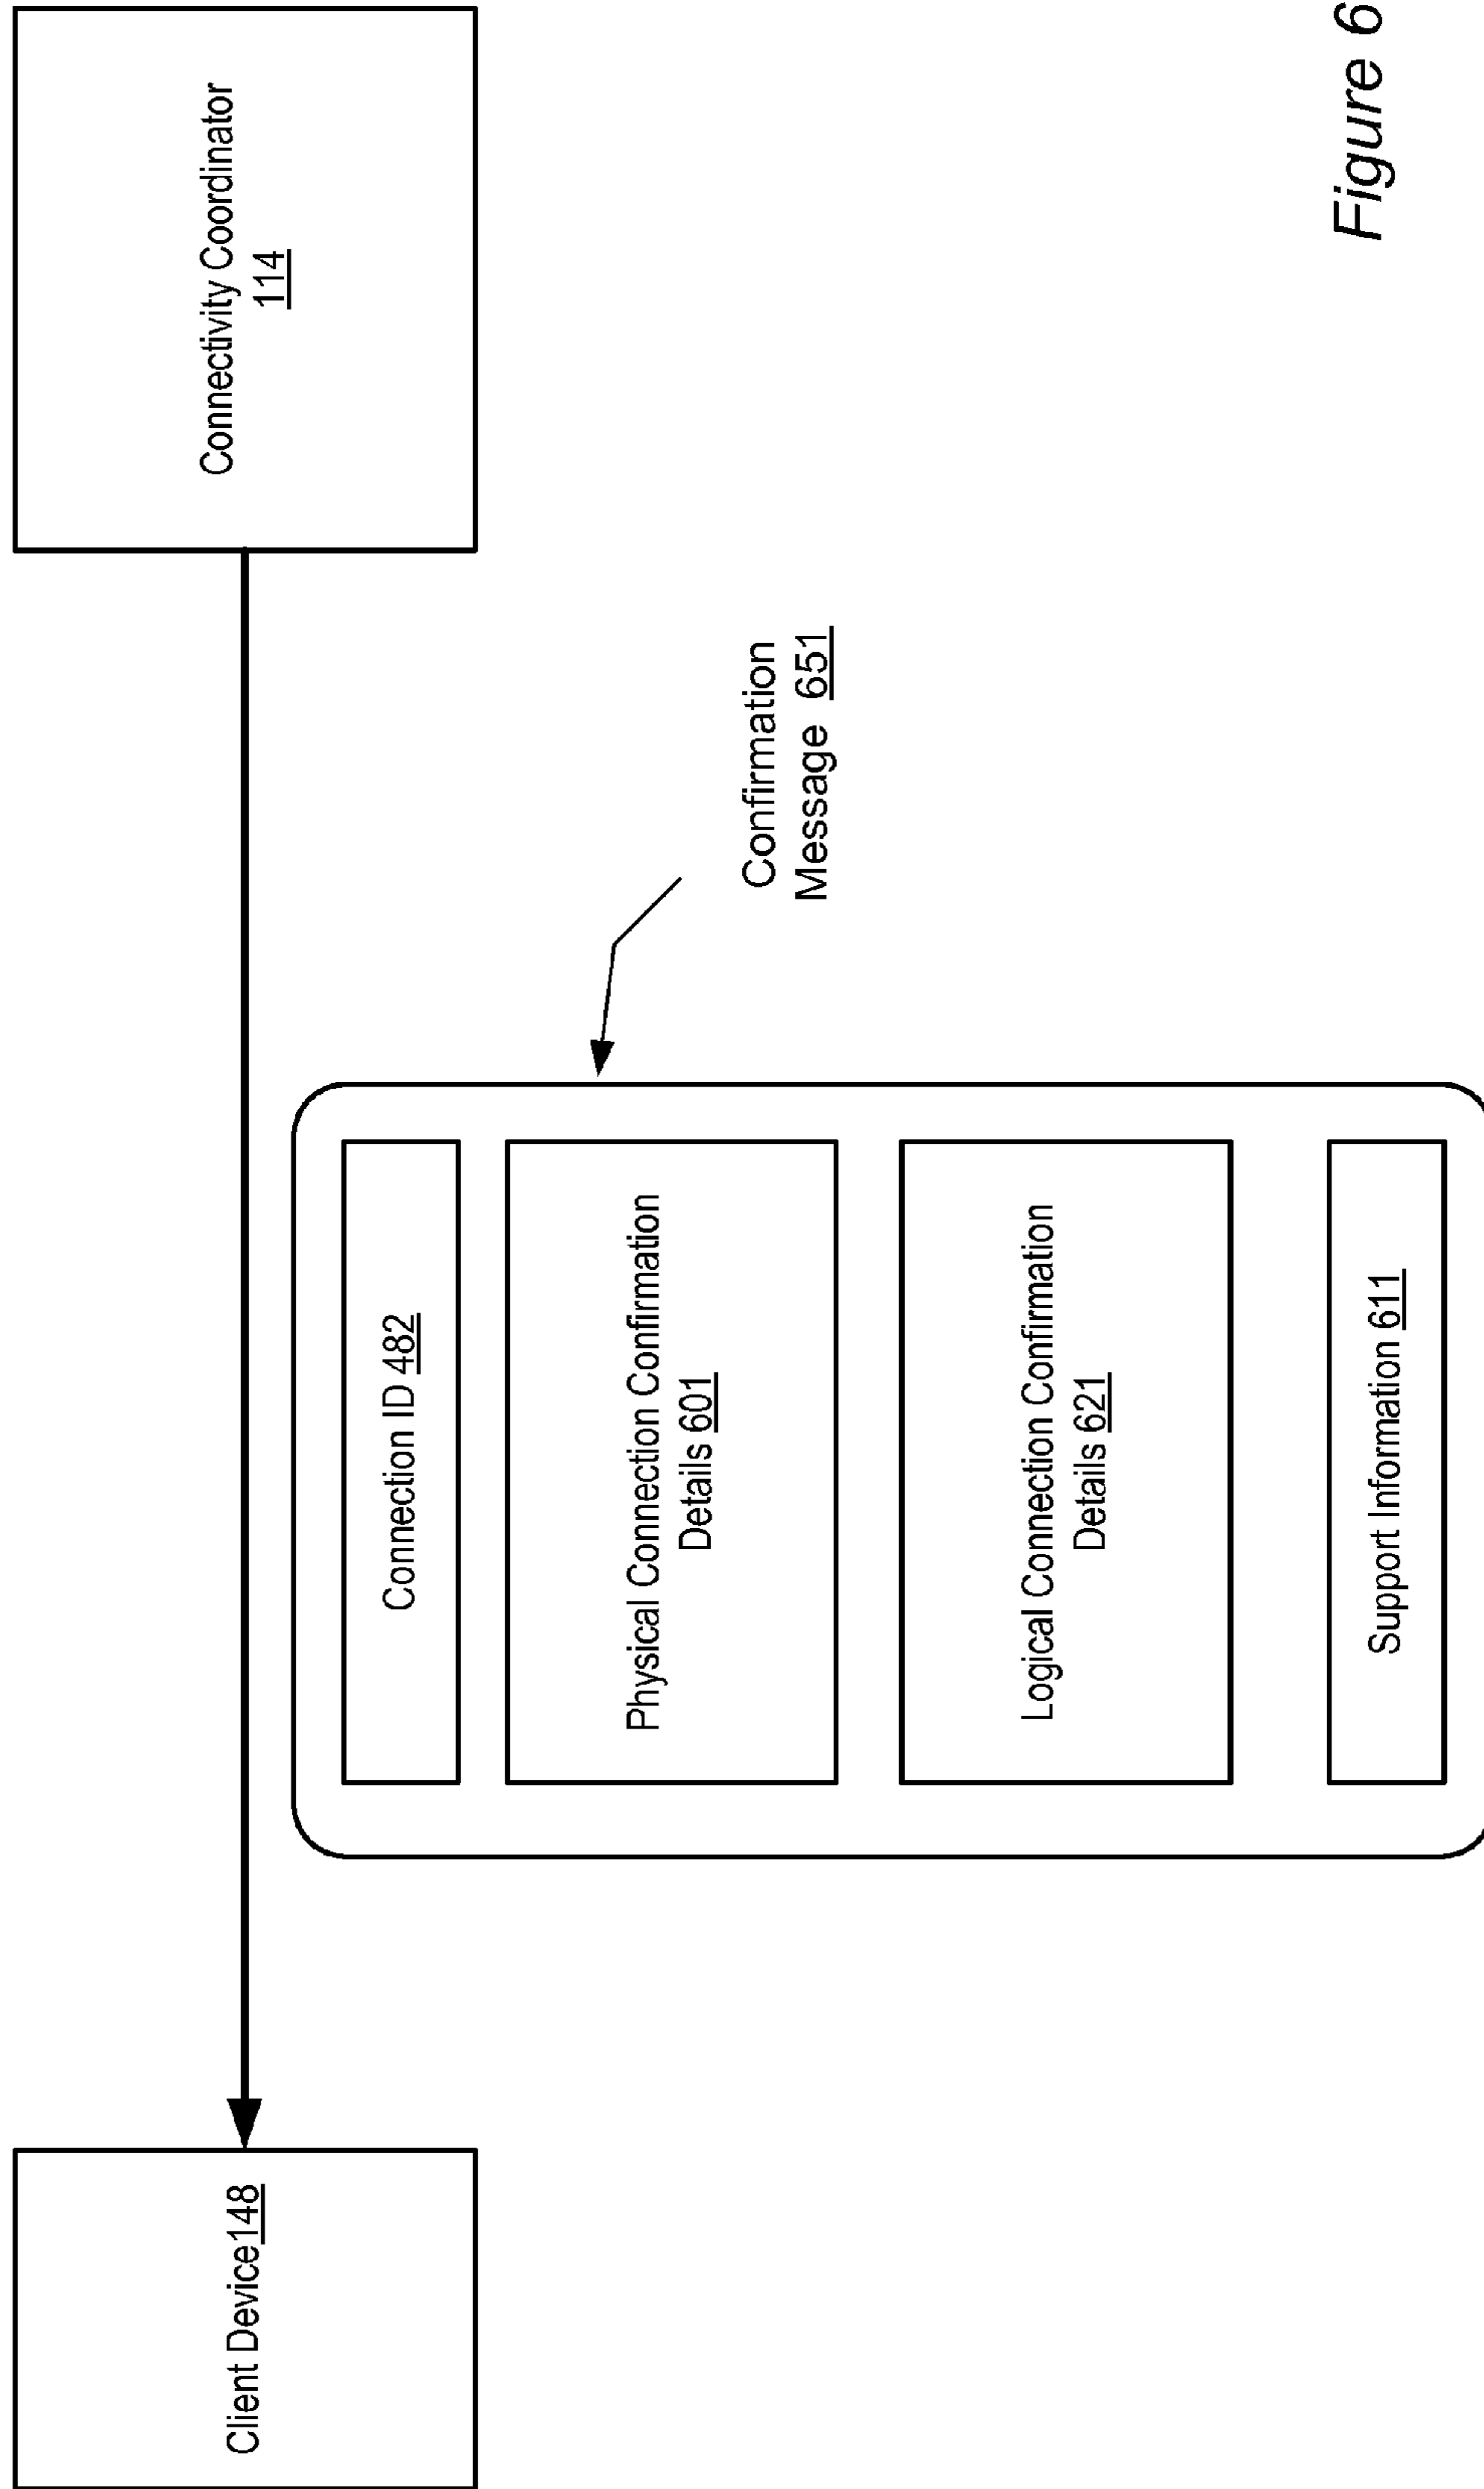 Client Device148
Connectivity Coordinator
114
Connection ID 482
Confirmation
Message 651
Physical Connection Confirmation
Details 601
Logical Connection Confirmation
Details 621
Support Information 611
Figure 6